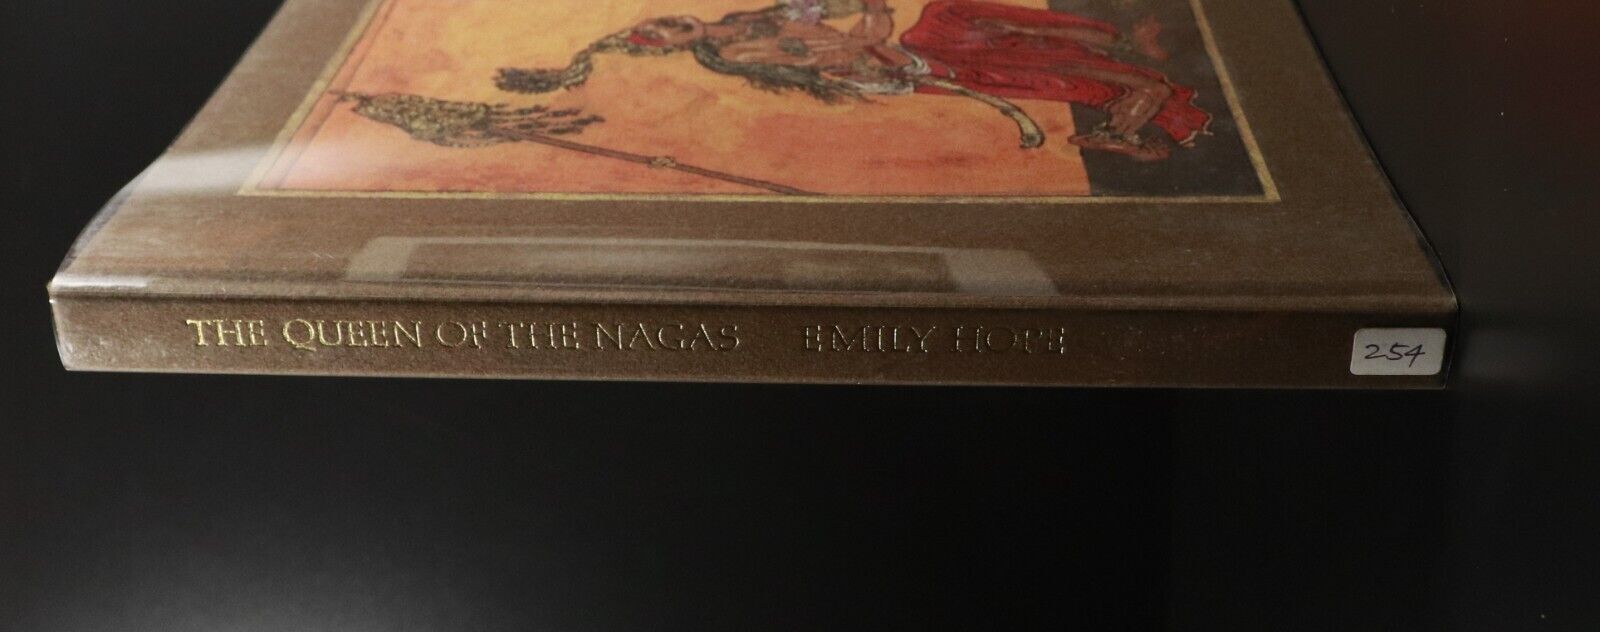 THE QUEEN OF THE NAGAS EMILY HOPE
254